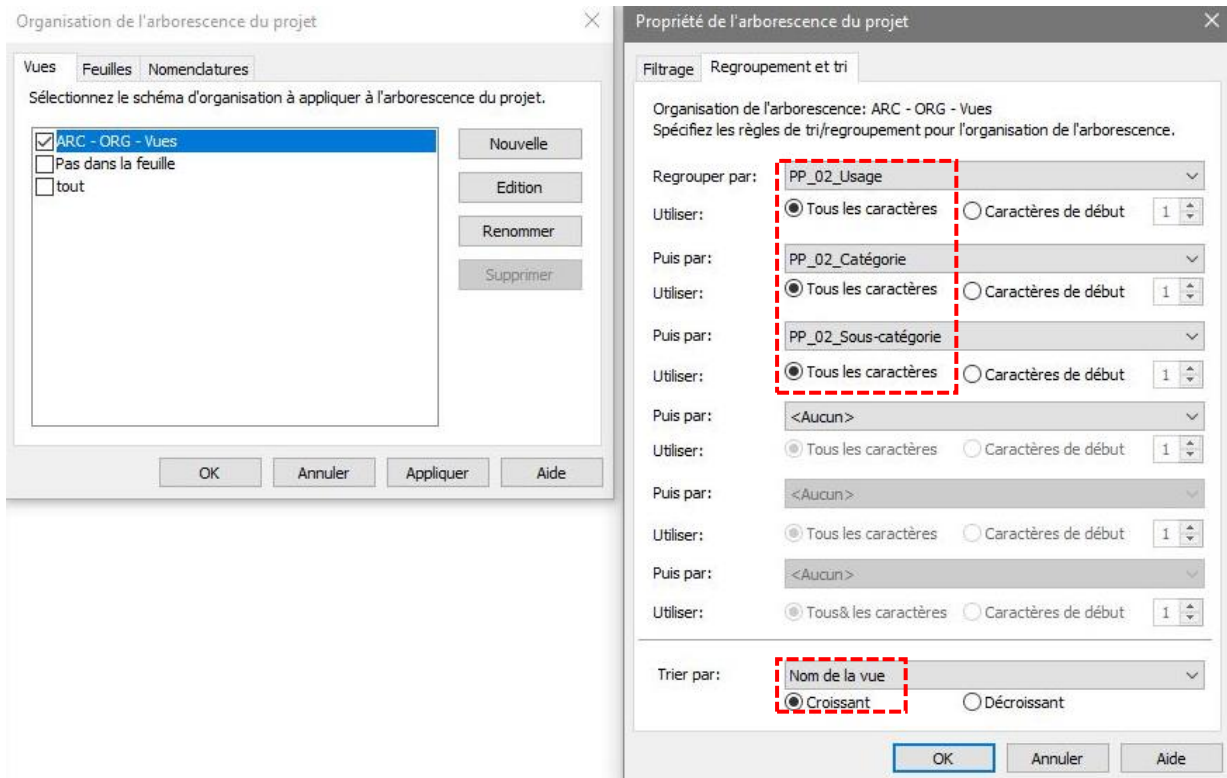 Organisation de l'arborescence du projet
Vues Feuilles Nomenclatures
Sélectionnez le schéma d'organisation à appliquer à l'arborescence du projet.
ARC - ORG - Vues
Pas dans la feuille
tout
Nouvelle
Edition
Renommer
Supprimer
OK Annuler Appliquer Aide
Propriété de l'arborescence du projet
Filtrage Regroupement et tri
Organisation de l'arborescence: ARC - ORG - Vues
Spécifiez les règles de tri/regroupement pour l'organisation de l'arborescence.
Regrouper par: PP_02_Usage
Utiliser: Tous les caractères Caractères de début 1
Puis par: PP_02_Catégorie
Utiliser: Tous les caractères Caractères de début 1
Puis par: PP_02_Sous-catégorie
Utiliser: Tous les caractères Caractères de début 1
Puis par: <Aucun>
Utiliser: Tous les caractères Caractères de début 1
Puis par: <Aucun>
Utiliser: Tous les caractères Caractères de début 1
Puis par: <Aucun>
Utiliser: Tous& les caractères Caractères de début 1
Trier par: Nom de la vue
Croissant Décroissant
OK Annuler Aide